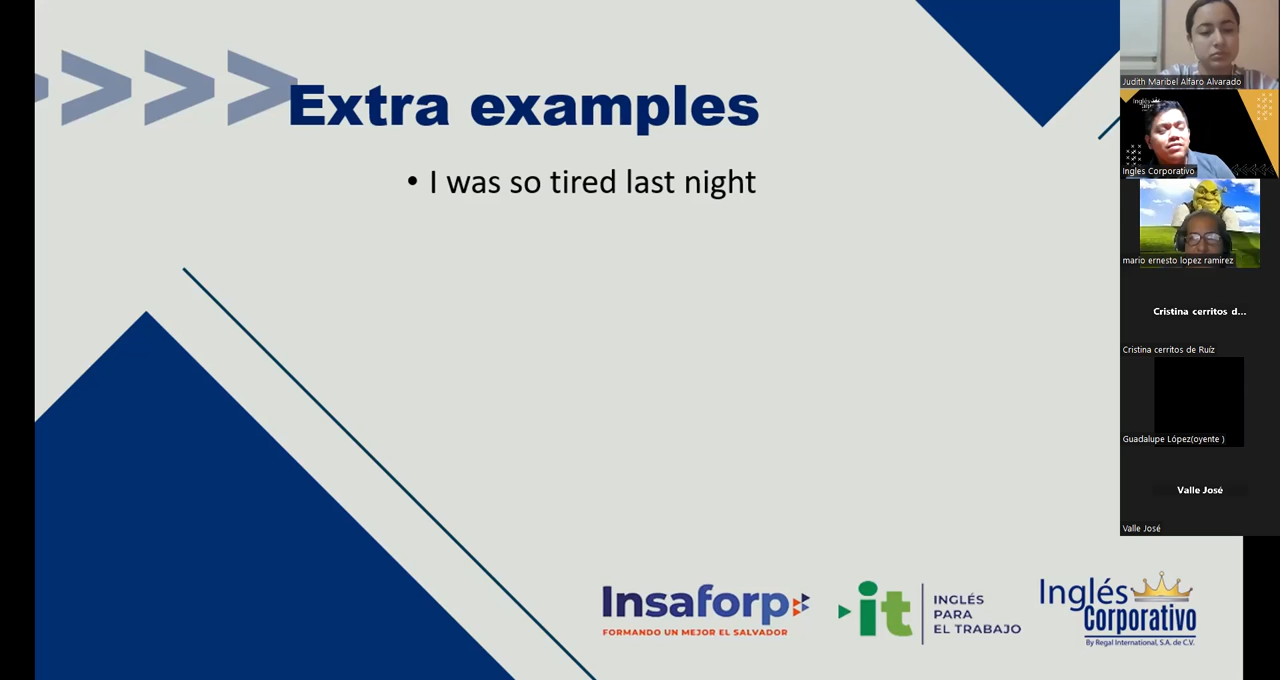 Extra examples
• I was so tired last night
Insaforp
FORMANDO UN MEJOR EL SALVADOR
it
INGLÉS
PARA
EL TRABAJO
Inglés
Corporativo
By Regal International, S.A. de C.V.
Judith Maribel Alfaro Alvarado
Ingles Corporativo
mario ernesto lopez ramirez
Cristina cerritos d...
Cristina cerritos de Ruíz
Guadalupe López(oyente )
Valle José
Valle José